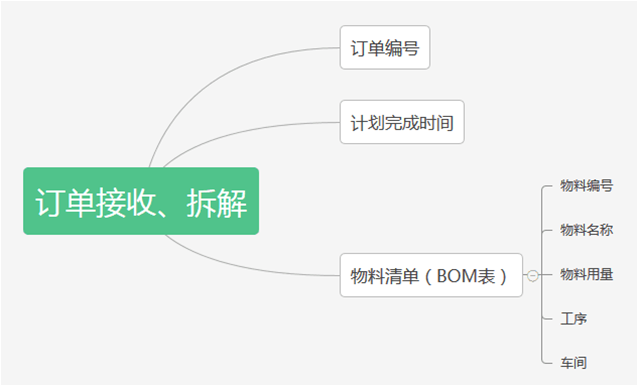 订单接收、拆解
订单编号
计划完成时间
物料清单（BOM表）
物料编号
物料名称
物料用量
工序
车间